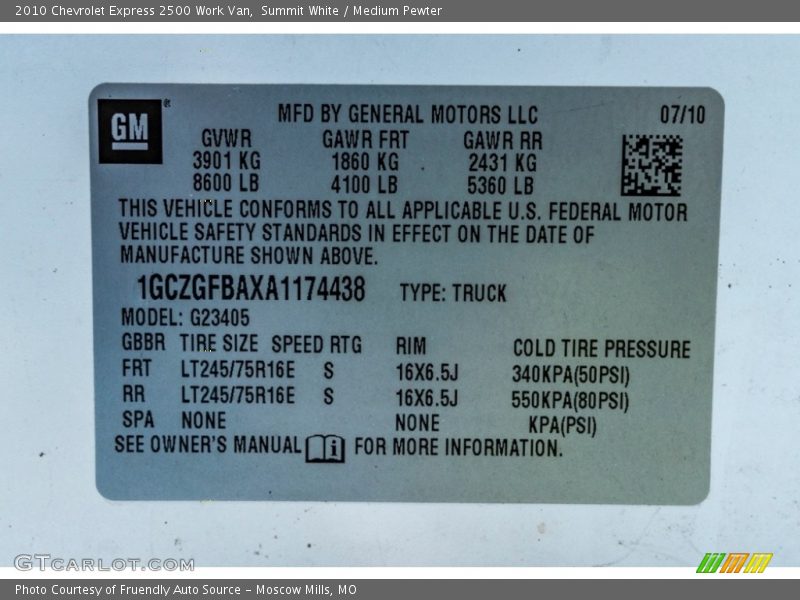 2010 Chevrolet Express 2500 Work Van,  Summit White / Medium Pewter
GM ®
MFD BY GENERAL MOTORS LLC 07/10
GVWR GAWR FRT GAWR RR
3901 KG 1860 KG 2431 KG
8600 LB 4100 LB 5360 LB
THIS VEHICLE CONFORMS TO ALL APPLICABLE U.S. FEDERAL MOTOR
VEHICLE SAFETY STANDARDS IN EFFECT ON THE DATE OF
MANUFACTURE SHOWN ABOVE.
1GCZGFBAXA1174438 TYPE: TRUCK
MODEL: G23405
GBBR TIRE SIZE SPEED RTG RIM COLD TIRE PRESSURE
FRT LT245/75R16E S 16X6.5J 340KPA(50PSI)
RR LT245/75R16E S 16X6.5J 550KPA(80PSI)
SPA NONE NONE KPA(PSI)
SEE OWNER'S MANUAL i FOR MORE INFORMATION.
GTcarlot.com
Photo Courtesy of Fruendly Auto Source – Moscow Mills, MO